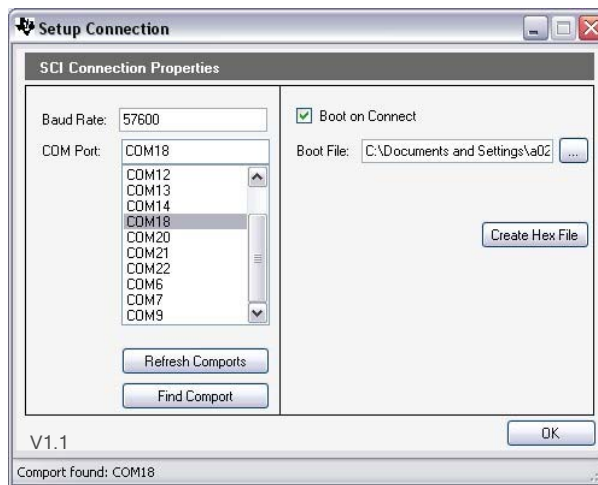 Setup Connection
SCI Connection Properties
Baud Rate: 57600
COM Port: COM18
COM12
COM13
COM14
COM18
COM20
COM21
COM22
COM6
COM7
COM9
Refresh Comports
Find Comport
Boot on Connect
Boot File: C:\Documents and Settings\a02
...
Create Hex File
V1.1
OK
Comport found: COM18